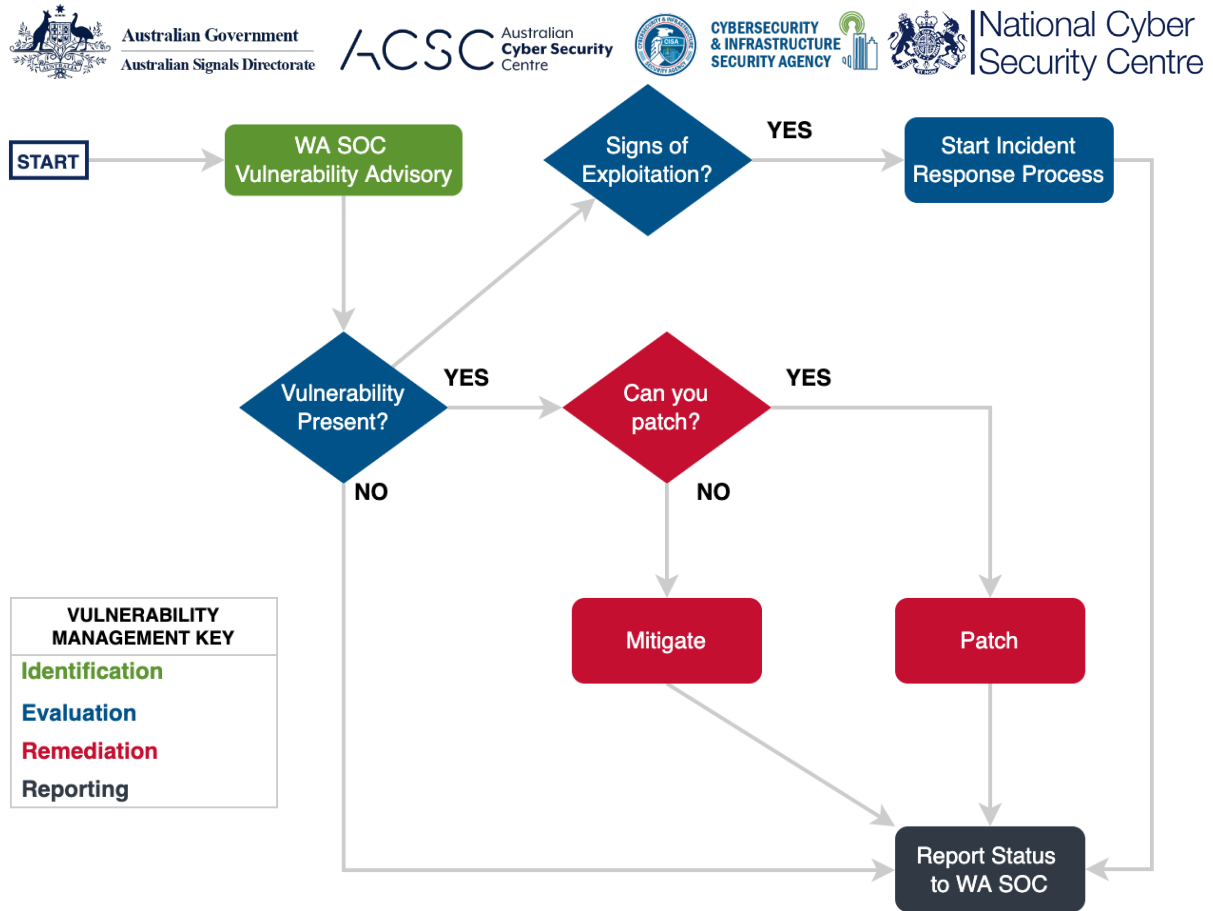 Australian Government
Australian Signals Directorate
ACSC
Australian
Cyber Security
Centre
CYBERSECURITY
& INFRASTRUCTURE
SECURITY AGENCY
National Cyber
Security Centre
START
WA SOC
Vulnerability Advisory
Signs of
Exploitation?
YES
Start Incident
Response Process
Vulnerability
Present?
YES
Can you
patch?
YES
NO
NO
Mitigate
Patch
VULNERABILITY
MANAGEMENT KEY
Identification
Evaluation
Remediation
Reporting
Report Status
to WA SOC